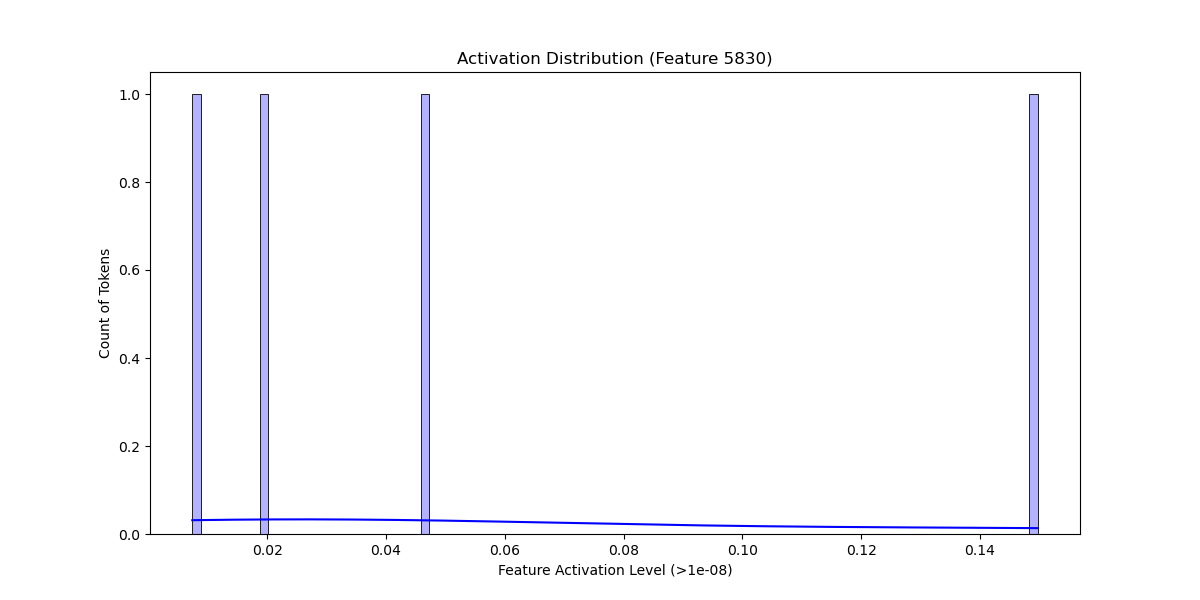 Activation Distribution (Feature 5830)
Count of Tokens
1.0
0.8
0.6
0.4
0.2
0.0
0.02 0.04 0.06 0.08 0.10 0.12 0.14
Feature Activation Level (>1e-08)